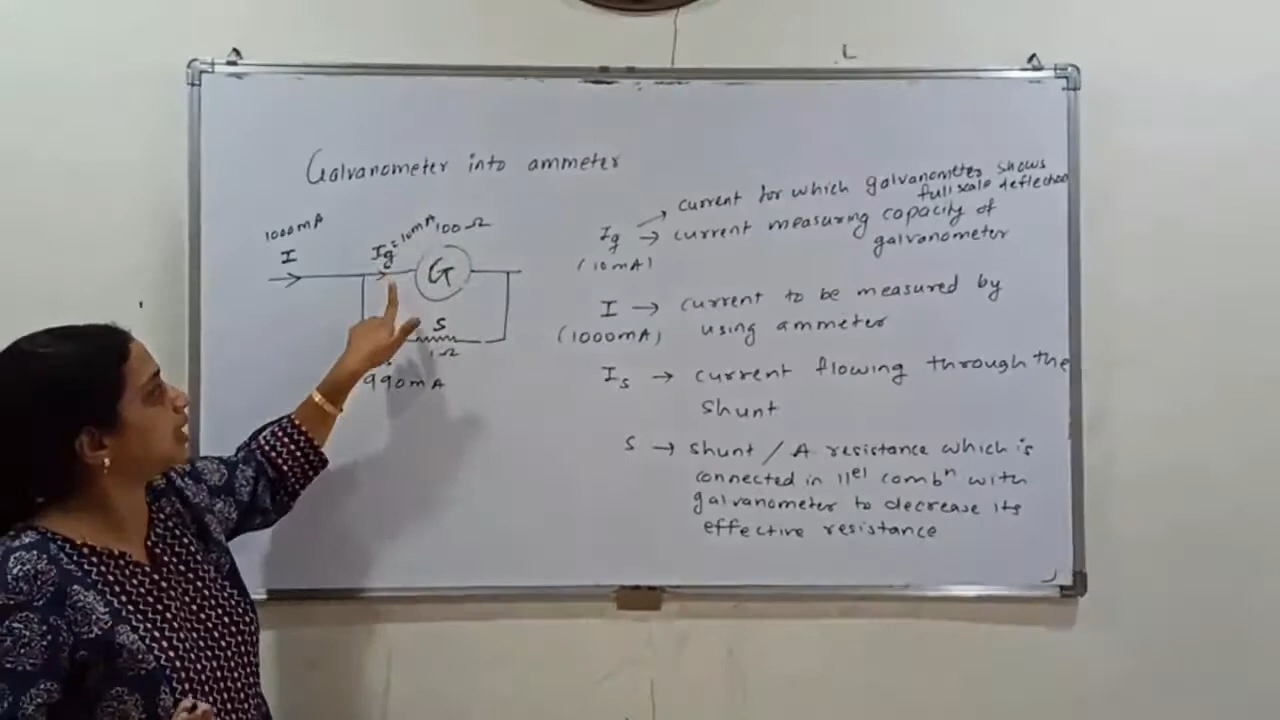 Galvanometer into ammeter
1000mA
I
Ig=10mA
100Ω
G
S
1Ω
990mA
current for which galvanometer shows
full scale deflection
Ig → current measuring capacity of
galvanometer
(10mA)
I → current to be measured by
(1000mA) using ammeter
Is → current flowing through the
shunt
S → shunt / A resistance which is
connected in 11el combn with
galvanometer to decrease its
effective resistance